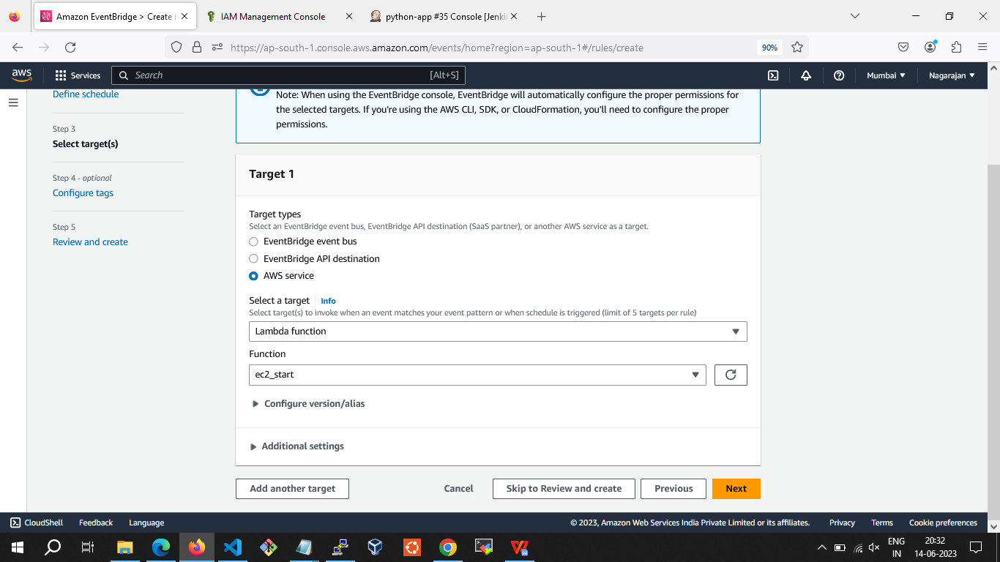 Amazon EventBridge > Create r
IAM Management Console
python-app #35 Console [Jenki
https://ap-south-1.console.aws.amazon.com/events/home?region=ap-south-1#/rules/create
90%
aws
Services
Search
[Alt+S]
Mumbai
Nagarajan
Define schedule
Step 3
Select target(s)
Step 4 - optional
Configure tags
Step 5
Review and create
Note: When using the EventBridge console, EventBridge will automatically configure the proper permissions for
the selected targets. If you're using the AWS CLI, SDK, or CloudFormation, you'll need to configure the proper
permissions.
Target 1
Target types
Select an EventBridge event bus, EventBridge API destination (SaaS partner), or another AWS service as a target.
EventBridge event bus
EventBridge API destination
AWS service
Select a target
Info
Select target(s) to invoke when an event matches your event pattern or when schedule is triggered (limit of 5 targets per rule)
Lambda function
Function
ec2_start
Configure version/alias
Additional settings
Add another target
Cancel
Skip to Review and create
Previous
Next
CloudShell
Feedback
Language
© 2023, Amazon Web Services India Private Limited or its affiliates.
Privacy
Terms
Cookie preferences
ENG
IN
20:32
14-06-2023